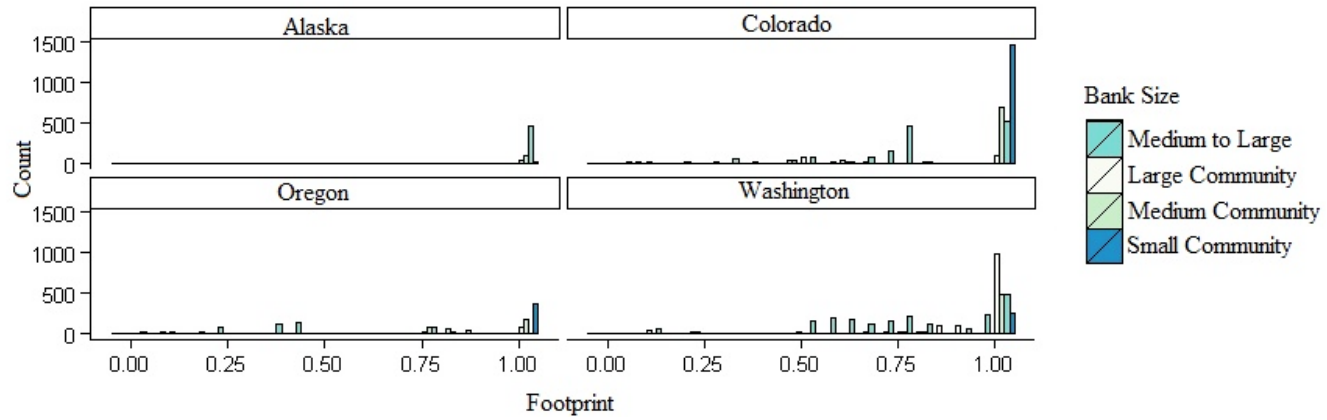 Alaska
Colorado
1500
1000
500
0
Count
Oregon
Washington
1500
1000
500
0
0.00 0.25 0.50 0.75 1.00
0.00 0.25 0.50 0.75 1.00
Footprint
Bank Size
Medium to Large
Large Community
Medium Community
Small Community